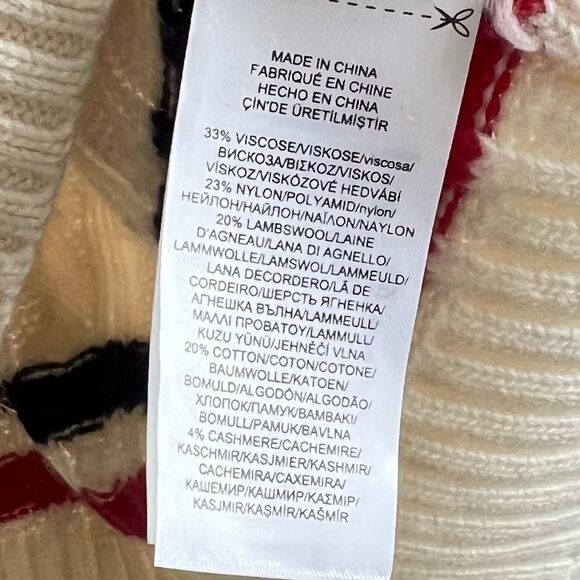 MADE IN CHINA
FABRIQUÉ EN CHINE
HECHO EN CHINA
ÇİN'DE ÜRETİLMİŞTİR
33% VISCOSE/VISKOSE/viscosa/
ВИСКОЗА/ΒΙΣΚΟΖ/VISKOS/
VİSKOZ/VISKÓZOVÉ HEDVÁBÍ
23% NYLON/POLYAMID/nylon/
НЕЙЛОН/НАЙЛОН/ΝΑΪΛΟΝ/NAYLON
20% LAMBSWOOL/LAINE
D'AGNEAU/LANA DI AGNELLO/
LAMMWOLLE/LAMSWOL/LAMMEULD/
LANA DECORDERO/LÃ DE
CORDEIRO/ШЕРСТЬ ЯГНЕНКА/
АГНЕШКА ВЪЛНА/LAMMEULL/
ΜΑΛΛΙ ΠΡΟΒΑΤΟΥ/LAMMULL/
KUZU YÜNÜ/JEHNĚČÍ VLNA
20% COTTON/COTON/COTONE/
BAUMWOLLE/KATOEN/
BOMULD/ALGODÓN/ALGODÃO/
ХЛОПОК/ПАМУК/ΒΑΜΒΑΚΙ/
BOMULL/PAMUK/BAVLNA
4% CASHMERE/CACHEMIRE/
KASCHMIR/KASJMIER/KASHMIR/
CACHEMIRA/CAXEMIRA/
КАШЕМИР/КАШМИР/ΚΑΣΜΙΡ/
KASJMIR/KAŞMİR/KAŠMÍR